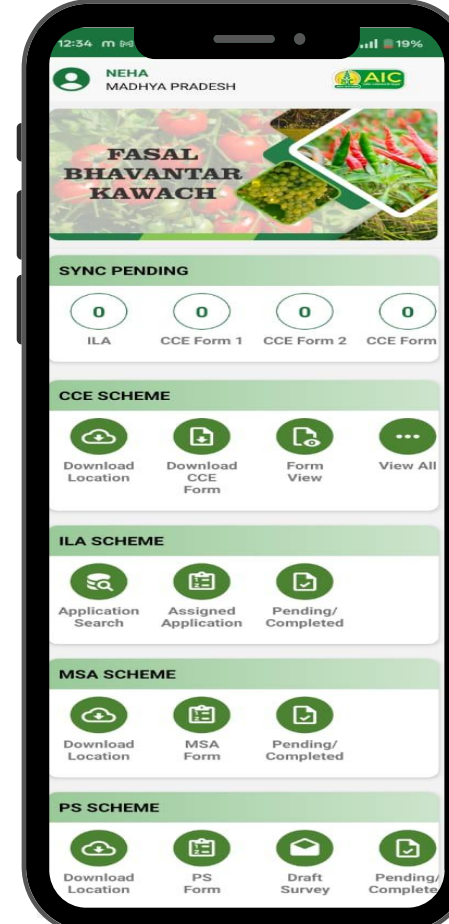 12:34
19%
NEHA
MADHYA PRADESH
AIC
FASAL
BHAVANTAR
KAWACH
SYNC PENDING
0 0 0 0
ILA CCE Form 1 CCE Form 2 CCE Form
CCE SCHEME
Download Download Form View All
Location CCE View
Form
ILA SCHEME
Application Assigned Pending/
Search Application Completed
MSA SCHEME
Download MSA Pending/
Location Form Completed
PS SCHEME
Download PS Draft Pending/
Location Form Survey Complete